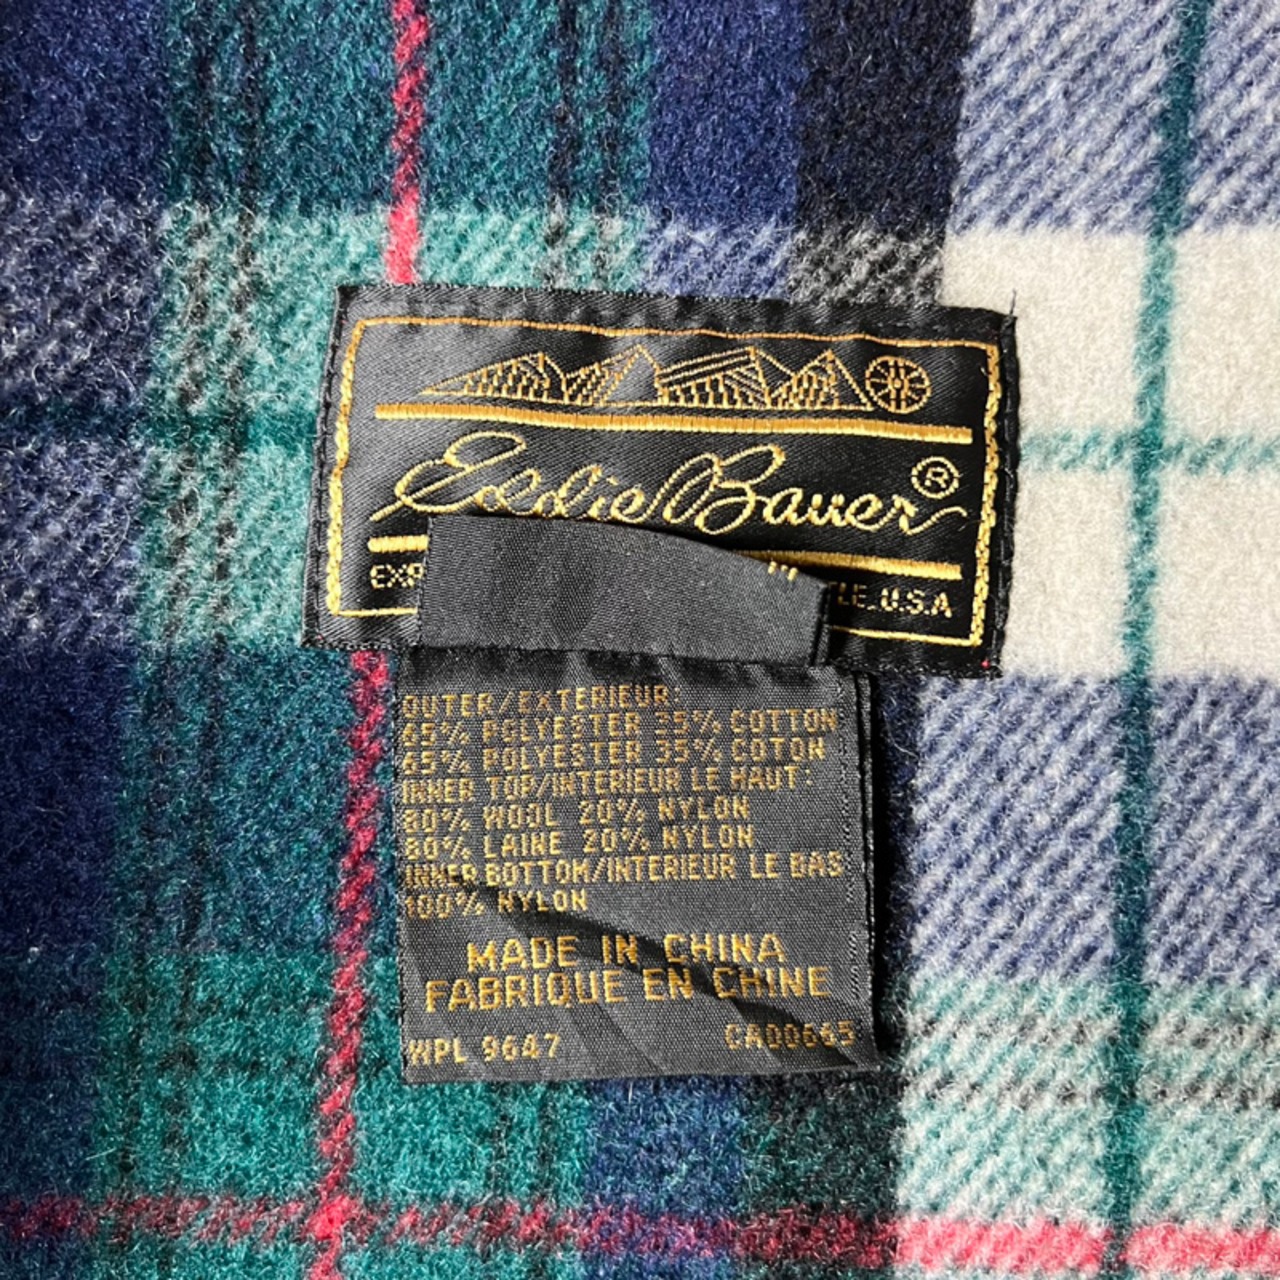 Eddie Bauer®
LE, U.S.A
OUTER/EXTERIEUR:
65% POLYESTER 35% COTTON
65% POLYESTER 35% COTON
INNER TOP/INTERIEUR LE HAUT:
80% WOOL 20% NYLON
80% LAINE 20% NYLON
INNER BOTTOM/INTERIEUR LE BAS
100% NYLON
MADE IN CHINA
FABRIQUE EN CHINE
WPL 9647 CA00665